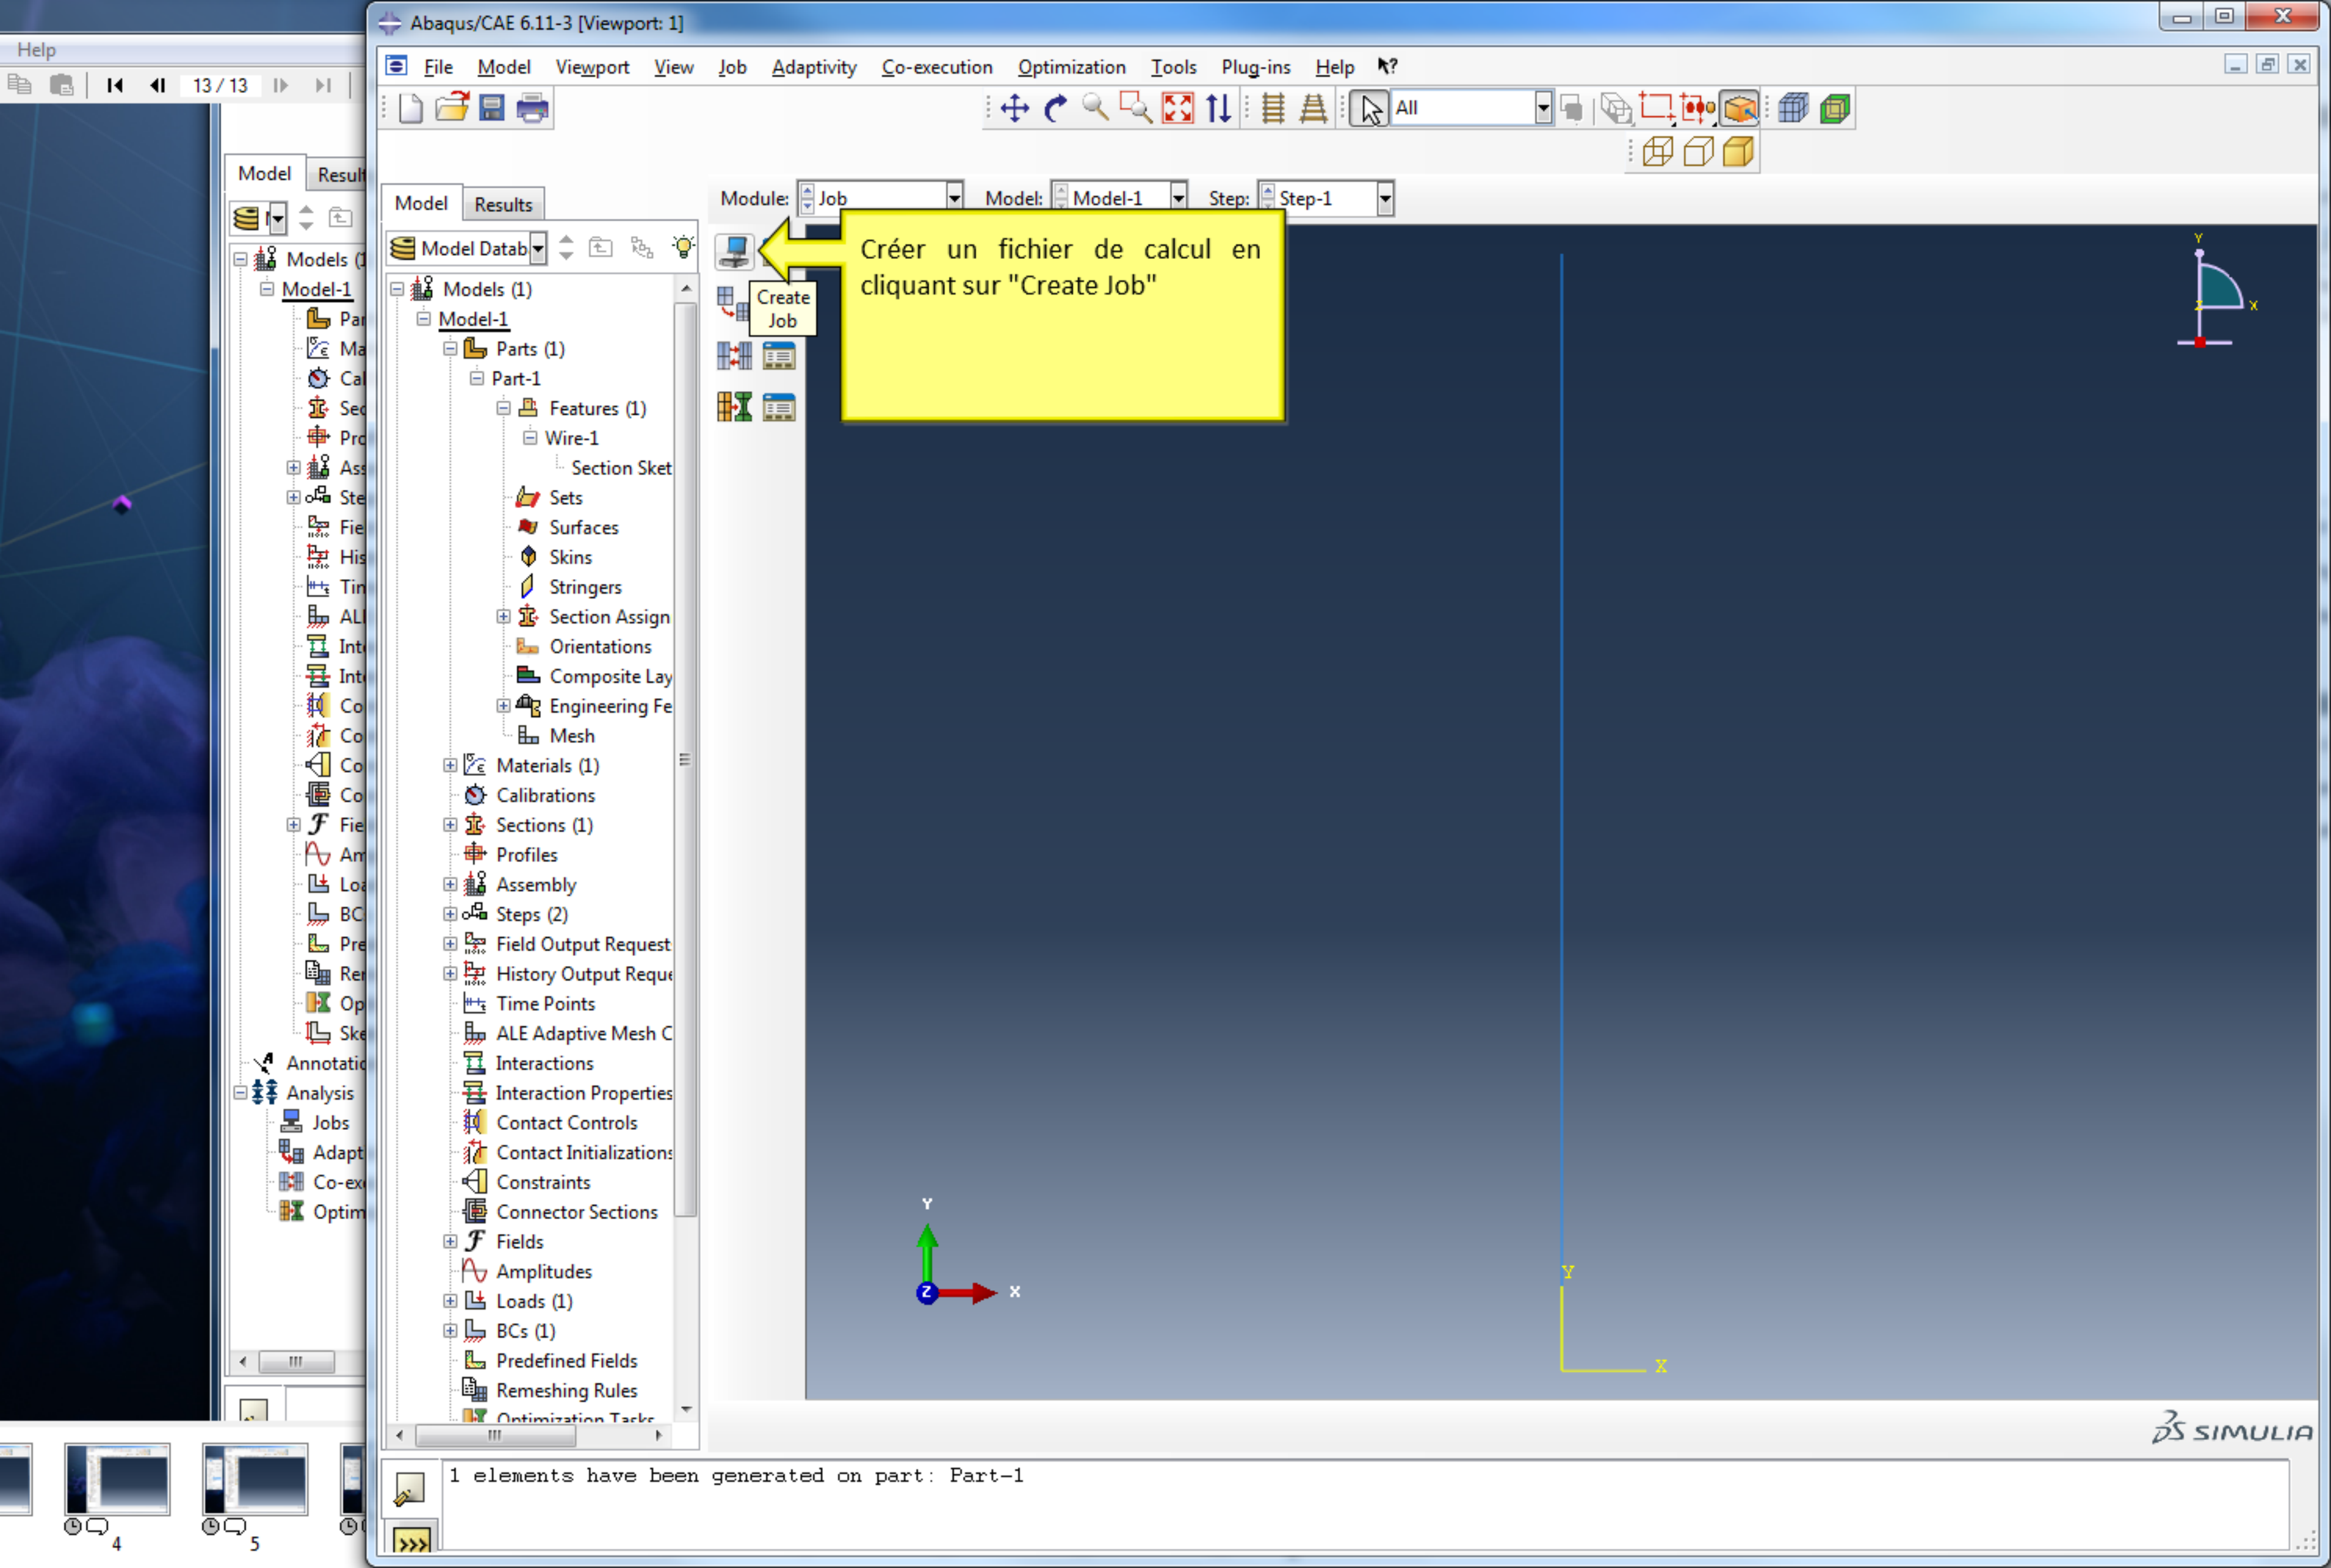 Abaqus/CAE 6.11-3 [Viewport: 1]
Help
File Model Viewport View Job Adaptivity Co-execution Optimization Tools Plug-ins Help
13 / 13
All
Model
Model Results
Module: Job Model: Model-1 Step: Step-1
Model Datab
Créer un fichier de calcul en
cliquant sur "Create Job"
Create
Job
Models
Model-1
Annotatio
Analysis
Jobs
Adapt
Co-ex
Optim
Models (1)
Model-1
Parts (1)
Part-1
Features (1)
Wire-1
Section Sket
Sets
Surfaces
Skins
Stringers
Section Assign
Orientations
Composite Lay
Engineering Fe
Mesh
Materials (1)
Calibrations
Sections (1)
Profiles
Assembly
Steps (2)
Field Output Request
History Output Reque
Time Points
ALE Adaptive Mesh C
Interactions
Interaction Properties
Contact Controls
Contact Initializations
Constraints
Connector Sections
Fields
Amplitudes
Loads (1)
BCs (1)
Predefined Fields
Remeshing Rules
Optimization Tasks
Y
X
Z
Y
X
Z
Y
X
SIMULIA
1 elements have been generated on part: Part-1
>>>
4
5